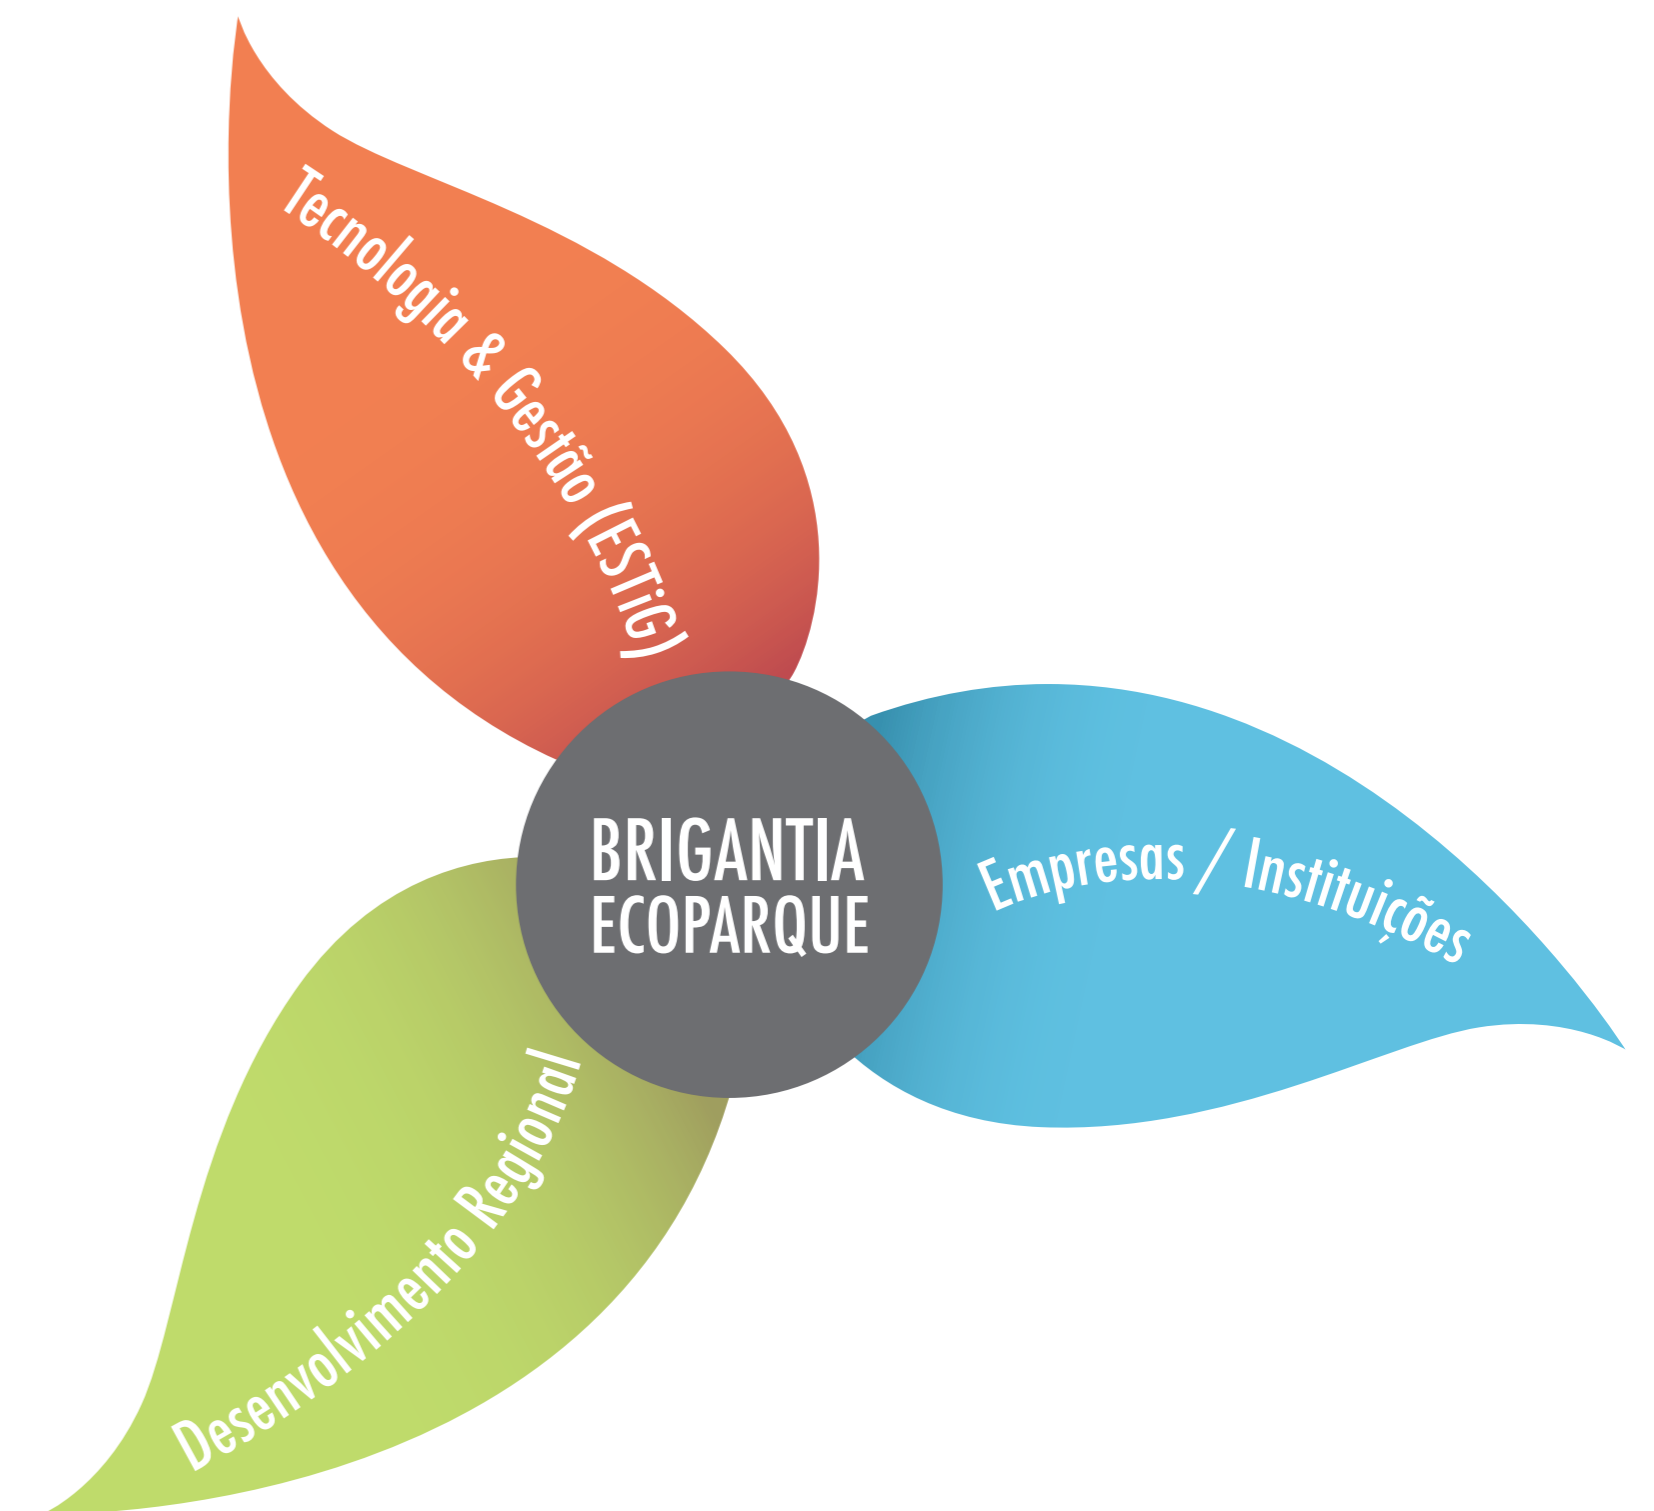 Tecnologia & Gestão (ESTiG)
BRIGANTIA
ECOPARQUE
Empresas / Instituições
Desenvolvimento Regional